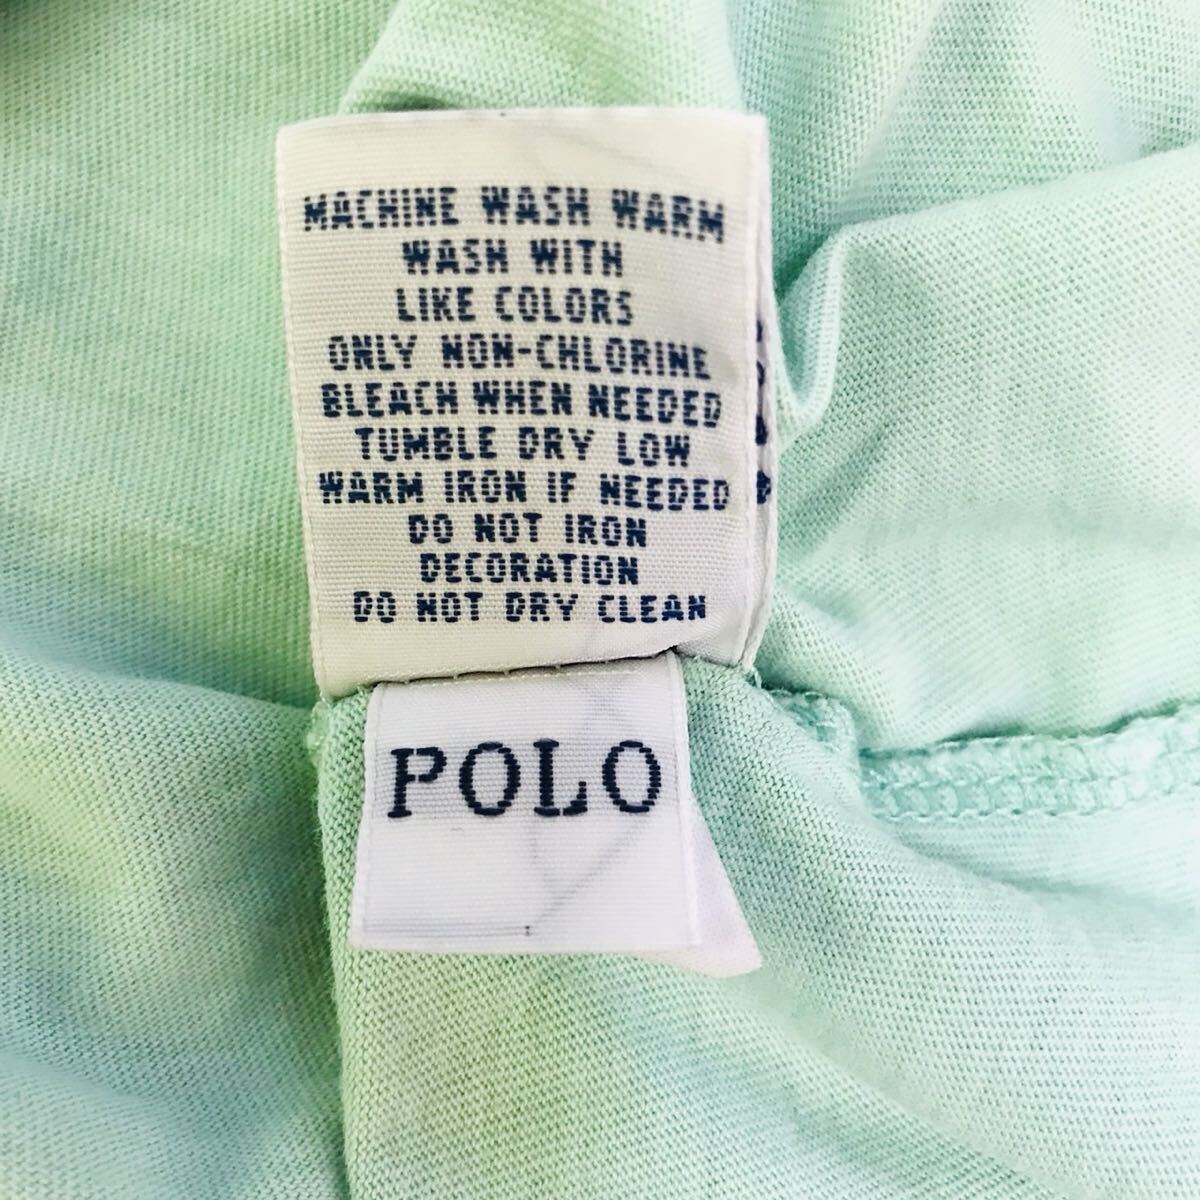 MACHINE WASH WARM
WASH WITH
LIKE COLORS
ONLY NON-CHLORINE
BLEACH WHEN NEEDED
TUMBLE DRY LOW
WARM IRON IF NEEDED
DO NOT IRON
DECORATION
DO NOT DRY CLEAN
POLO